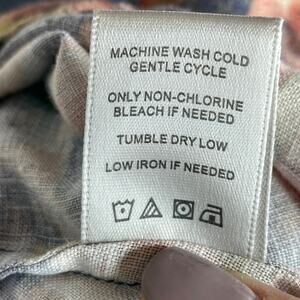 MACHINE WASH COLD
GENTLE CYCLE
ONLY NON-CHLORINE
BLEACH IF NEEDED
TUMBLE DRY LOW
LOW IRON IF NEEDED